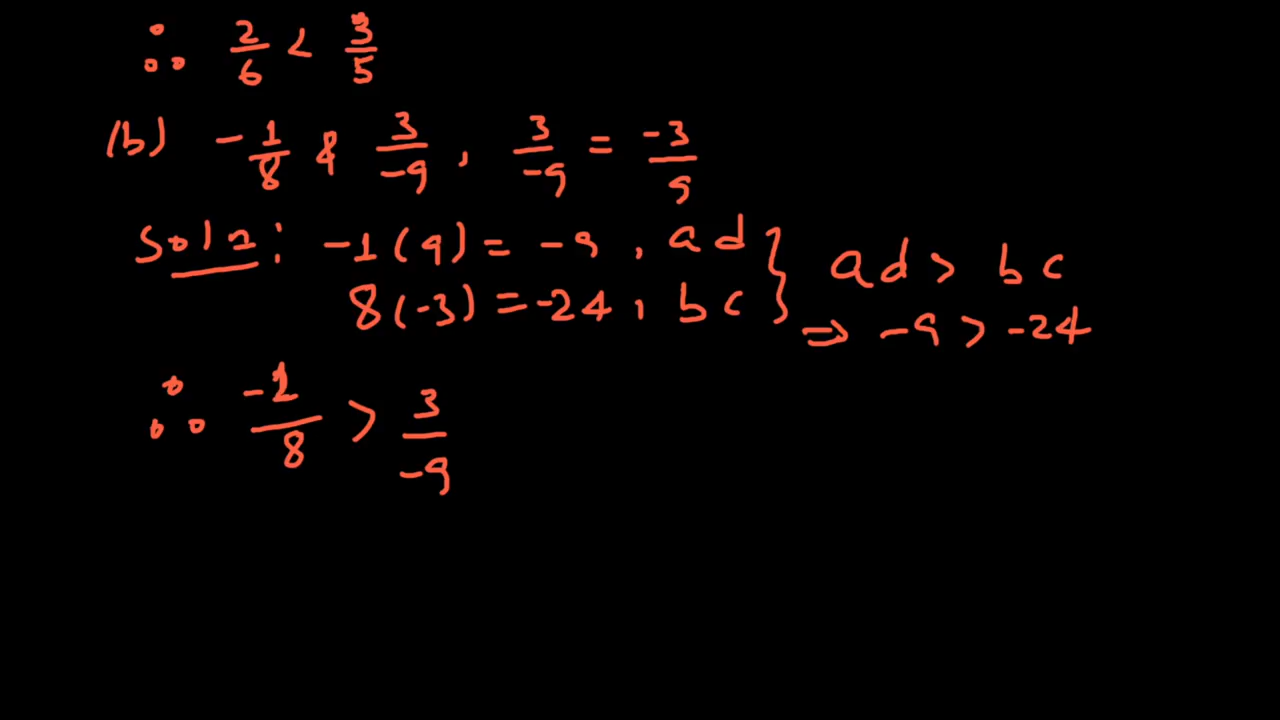 ∴ 2/6 < 3/5
(b) -1/8 & 3/-9 , 3/-9 = -3/9
Soln: -1(9) = -9 , ad } ad > bc
8(-3) = -24 , bc } ⇒ -9 > -24
∴ -1/8 > 3/-9